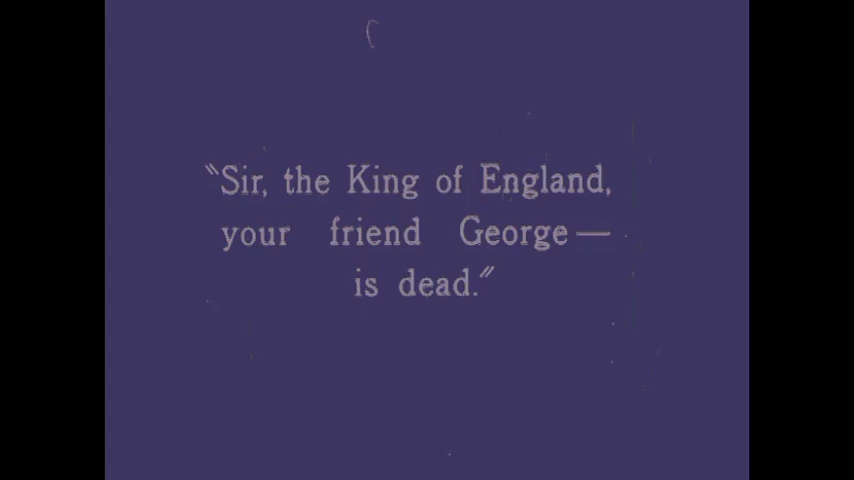 "Sir, the King of England,
your friend George—
is dead."